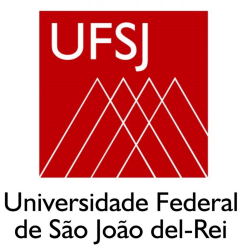 UFSJ
Universidade Federal
de São João del-Rei